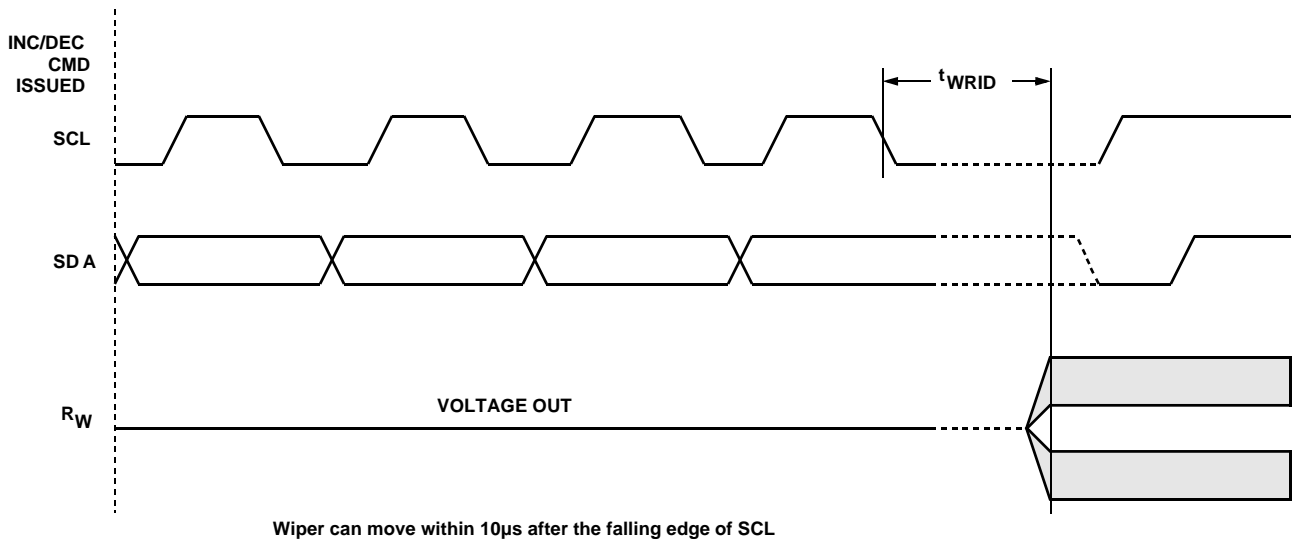 INC/DEC
CMD
ISSUED
tWRID
SCL
SD A
VOLTAGE OUT
RW
Wiper can move within 10µs after the falling edge of SCL